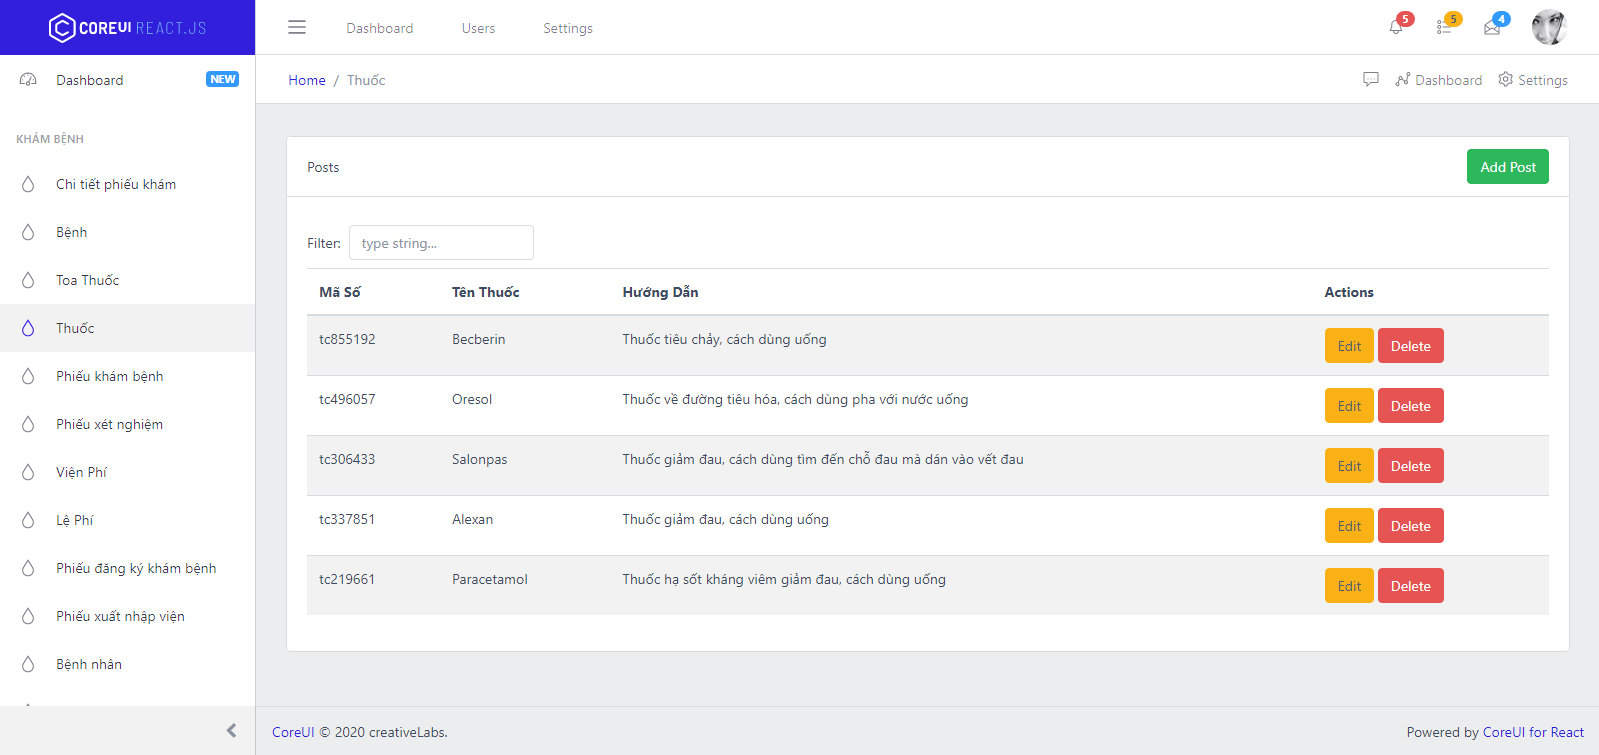 COREUI REACT.JS
Dashboard Users Settings
5 5 4
Dashboard NEW
Home / Thuốc
Dashboard Settings
KHÁM BỆNH
Chi tiết phiếu khám
Bệnh
Toa Thuốc
Thuốc
Phiếu khám bệnh
Phiếu xét nghiệm
Viện Phí
Lệ Phí
Phiếu đăng ký khám bệnh
Phiếu xuất nhập viện
Bệnh nhân
Posts
Add Post
Filter: type string...
Mã Số Tên Thuốc Hướng Dẫn Actions
tc855192 Becberin Thuốc tiêu chảy, cách dùng uống Edit Delete
tc496057 Oresol Thuốc về đường tiêu hóa, cách dùng pha với nước uống Edit Delete
tc306433 Salonpas Thuốc giảm đau, cách dùng tìm đến chỗ đau mà dán vào vết đau Edit Delete
tc337851 Alexan Thuốc giảm đau, cách dùng uống Edit Delete
tc219661 Paracetamol Thuốc hạ sốt kháng viêm giảm đau, cách dùng uống Edit Delete
CoreUI © 2020 creativeLabs.
Powered by CoreUI for React